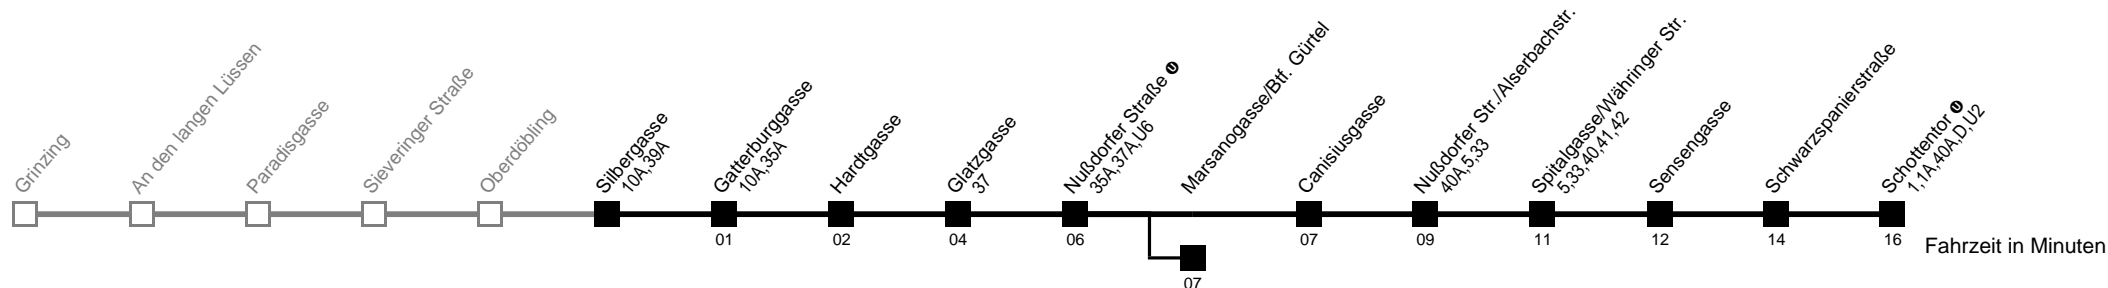 Grinzing
An den langen Lüssen
Paradisgasse
Sieveringer Straße
Oberdöbling
Silbergasse
10A,39A
Gatterburggasse
10A,35A
Hardtgasse
Glatzgasse
37
Nußdorfer Straße U
35A,37A,U6
Marsanogasse/Btf. Gürtel
Canisiusgasse
Nußdorfer Str./Alserbachstr.
40A,5,33
Spitalgasse/Währinger Str.
5,33,40,41,42
Sensengasse
Schwarzspanierstraße
Schottentor U
1,1A,40A,D,U2
01
02
04
06
07
09
11
12
14
16
Fahrzeit in Minuten
07